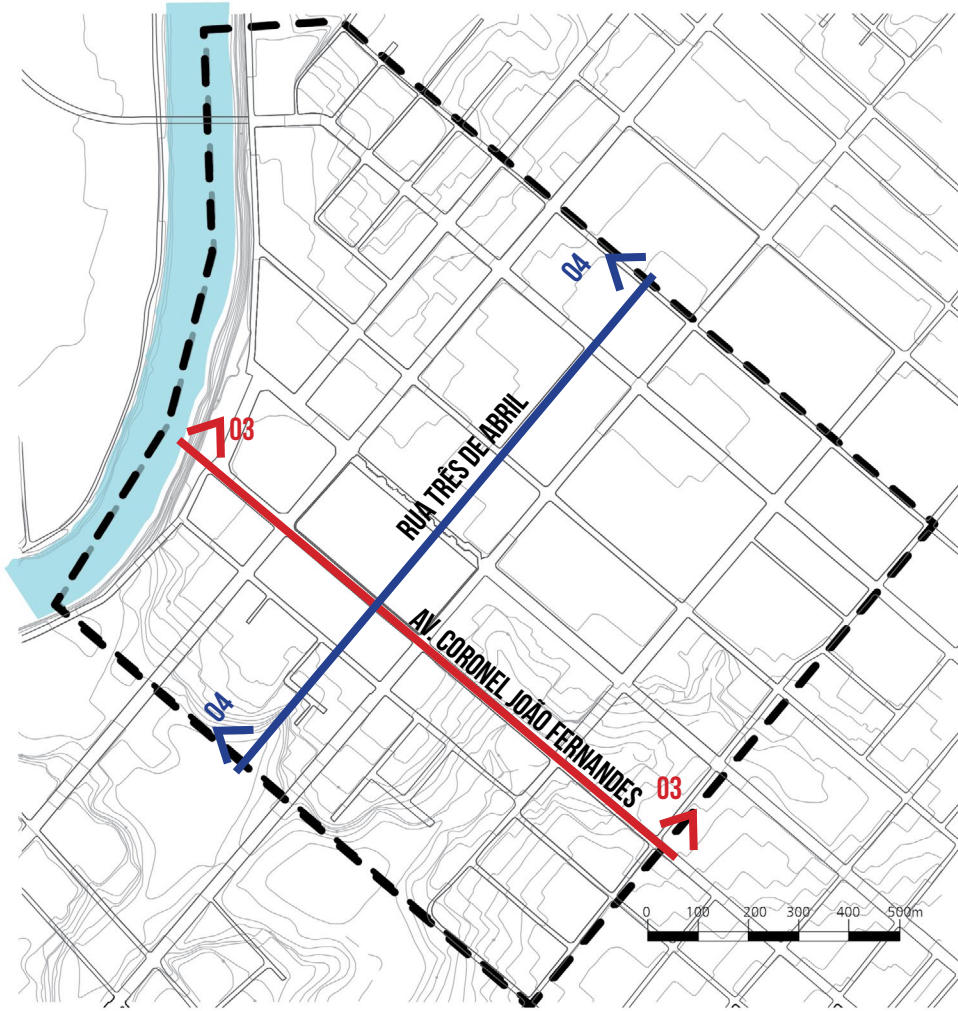 04
03
RUA TRÊS DE ABRIL
AV. CORONEL JOÃO FERNANDES
04
03
0 100 200 300 400 500m